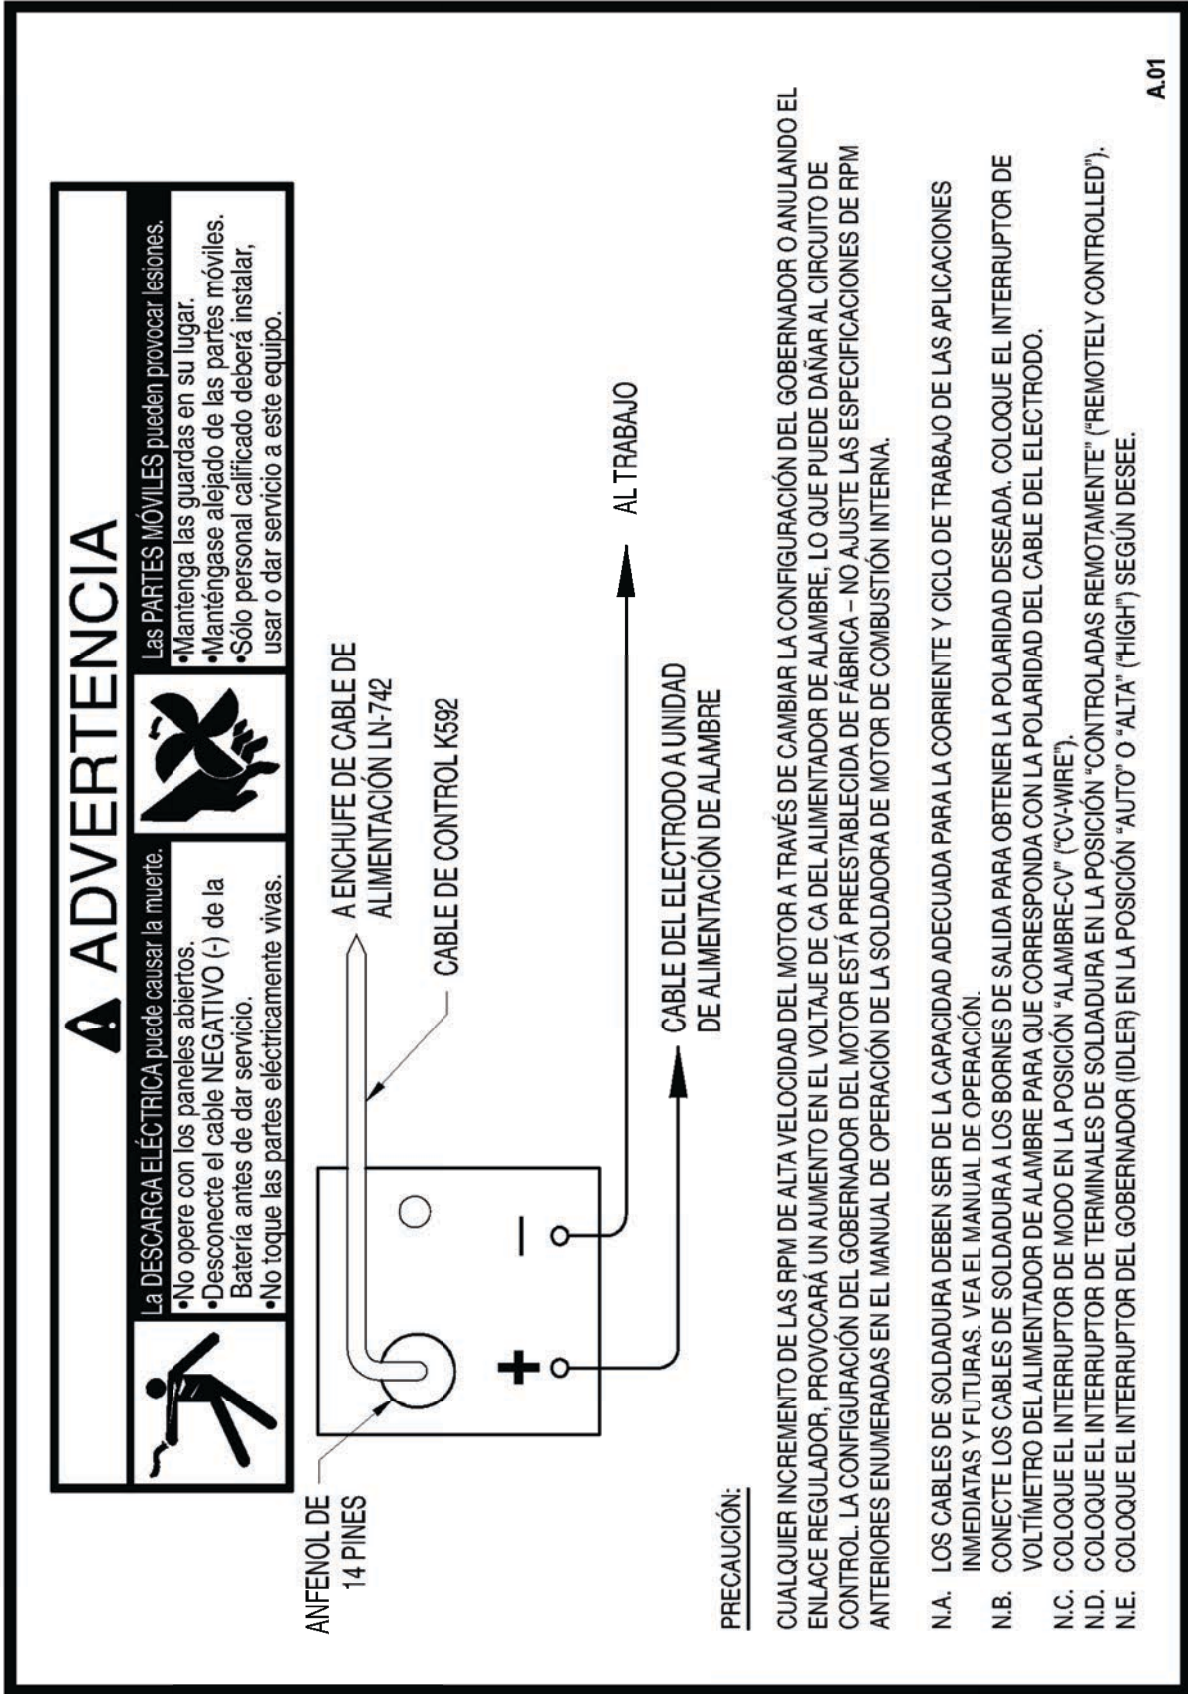 ADVERTENCIA
La DESCARGA ELÉCTRICA puede causar la muerte.
•No opere con los paneles abiertos.
•Desconecte el cable NEGATIVO (-) de la
Batería antes de dar servicio.
•No toque las partes eléctricamente vivas.
Las PARTES MÓVILES pueden provocar lesiones.
•Mantenga las guardas en su lugar.
•Manténgase alejado de las partes móviles.
•Sólo personal calificado deberá instalar,
usar o dar servicio a este equipo.
ANFENOL DE
14 PINES
A ENCHUFE DE CABLE DE
ALIMENTACIÓN LN-742
CABLE DE CONTROL K592
+
−
AL TRABAJO
CABLE DEL ELECTRODO A UNIDAD
DE ALIMENTACIÓN DE ALAMBRE
PRECAUCIÓN:
CUALQUIER INCREMENTO DE LAS RPM DE ALTA VELOCIDAD DEL MOTOR A TRAVÉS DE CAMBIAR LA CONFIGURACIÓN DEL GOBERNADOR O ANULANDO EL
ENLACE REGULADOR, PROVOCARÁ UN AUMENTO EN EL VOLTAJE DE CA DEL ALIMENTADOR DE ALAMBRE, LO QUE PUEDE DAÑAR AL CIRCUITO DE
CONTROL. LA CONFIGURACIÓN DEL GOBERNADOR DEL MOTOR ESTÁ PREESTABLECIDA DE FÁBRICA – NO AJUSTE LAS ESPECIFICACIONES DE RPM
ANTERIORES ENUMERADAS EN EL MANUAL DE OPERACIÓN DE LA SOLDADORA DE MOTOR DE COMBUSTIÓN INTERNA.
N.A. LOS CABLES DE SOLDADURA DEBEN SER DE LA CAPACIDAD ADECUADA PARA LA CORRIENTE Y CICLO DE TRABAJO DE LAS APLICACIONES
INMEDIATAS Y FUTURAS. VEA EL MANUAL DE OPERACIÓN.
N.B. CONECTE LOS CABLES DE SOLDADURA A LOS BORNES DE SALIDA PARA OBTENER LA POLARIDAD DESEADA. COLOQUE EL INTERRUPTOR DE
VOLTÍMETRO DEL ALIMENTADOR DE ALAMBRE PARA QUE CORRESPONDA CON LA POLARIDAD DEL CABLE DEL ELECTRODO.
N.C. COLOQUE EL INTERRUPTOR DE MODO EN LA POSICIÓN “ALAMBRE-CV” (“CV-WIRE”).
N.D. COLOQUE EL INTERRUPTOR DE TERMINALES DE SOLDADURA EN LA POSICIÓN “CONTROLADAS REMOTAMENTE” (“REMOTELY CONTROLLED”).
N.E. COLOQUE EL INTERRUPTOR DEL GOBERNADOR (IDLER) EN LA POSICIÓN “AUTO” O “ALTA” (“HIGH”) SEGÚN DESEE.
A.01